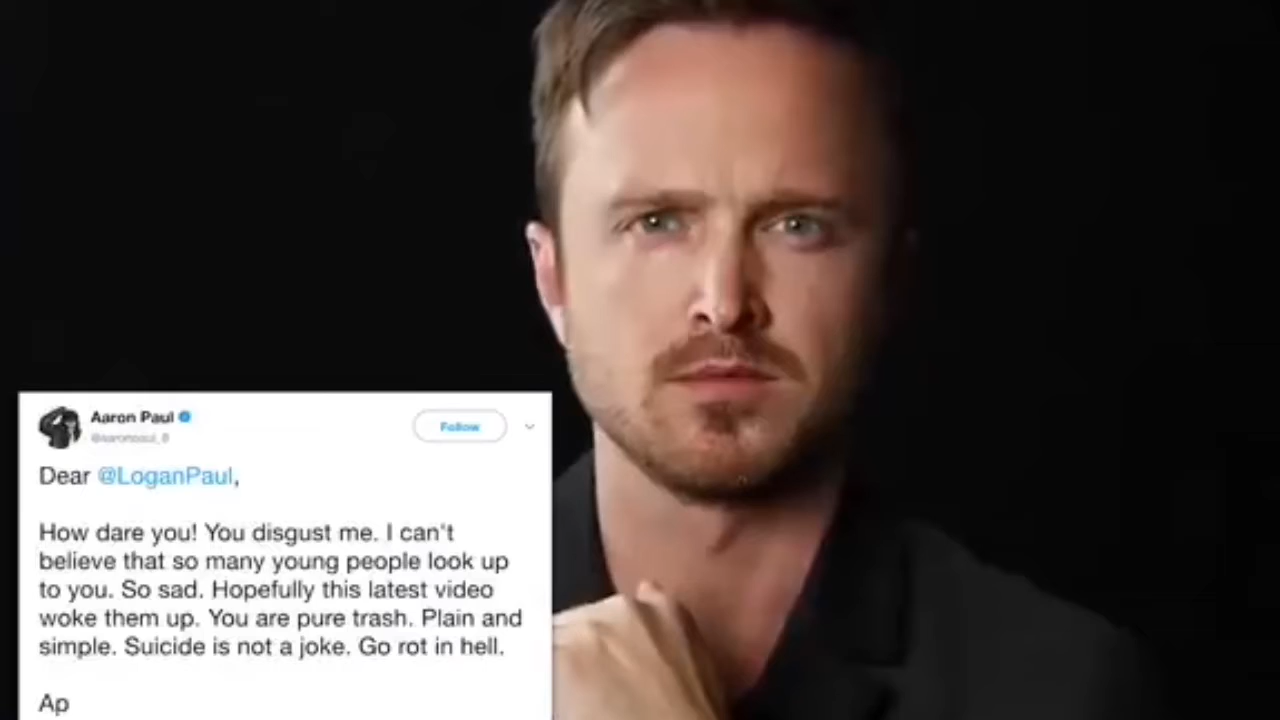 Aaron Paul
Follow
Dear @LoganPaul,
How dare you! You disgust me. I can't
believe that so many young people look up
to you. So sad. Hopefully this latest video
woke them up. You are pure trash. Plain and
simple. Suicide is not a joke. Go rot in hell.
Ap